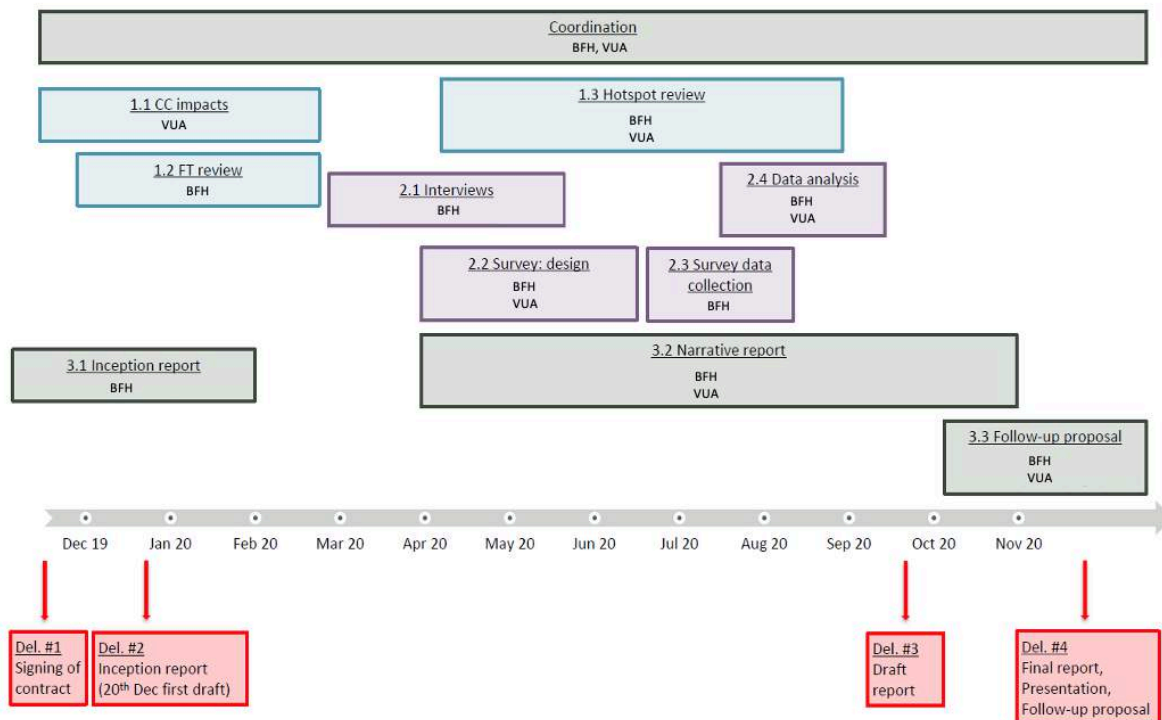 Coordination
BFH, VUA
1.1 CC impacts
VUA
1.3 Hotspot review
BFH
VUA
1.2 FT review
BFH
2.1 Interviews
BFH
2.4 Data analysis
BFH
VUA
2.2 Survey: design
BFH
VUA
2.3 Survey data
collection
BFH
3.1 Inception report
BFH
3.2 Narrative report
BFH
VUA
3.3 Follow-up proposal
BFH
VUA
Dec 19 Jan 20 Feb 20 Mar 20 Apr 20 May 20 Jun 20 Jul 20 Aug 20 Sep 20 Oct 20 Nov 20
Del. #1
Signing of
contract
Del. #2
Inception report
(20th Dec first draft)
Del. #3
Draft
report
Del. #4
Final report,
Presentation,
Follow-up proposal